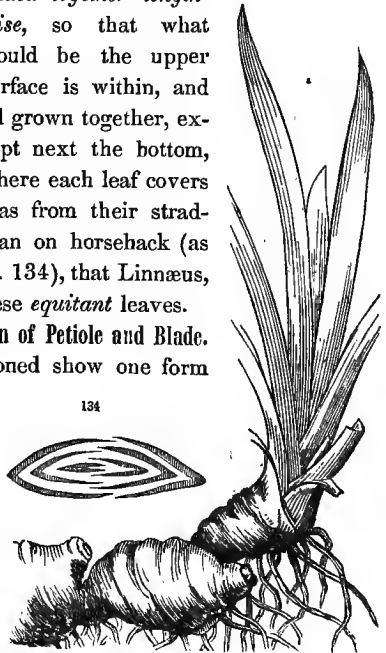 ise, so that what
ould be the upper
rface is within, and
l grown together, ex-
pt next the bottom,
here each leaf covers
as from their strad-
an on horseback (as
. 134), that Linnæus,
ese equitant leaves.
n of Petiole and Blade.
oned show one form
134